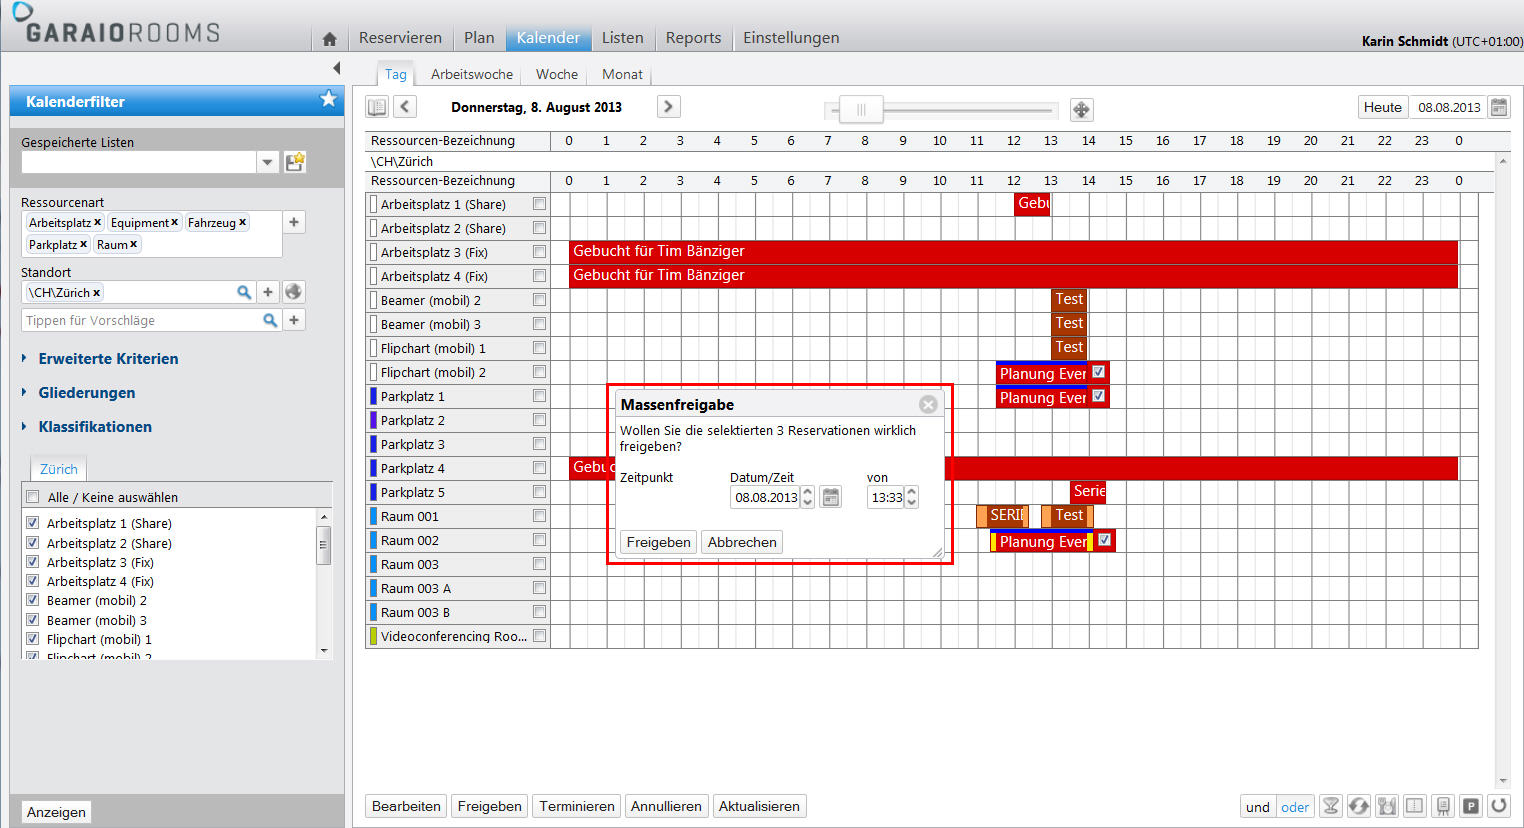 GARAIOROOMS
Reservieren Plan Kalender Listen Reports Einstellungen
Karin Schmidt (UTC+01:00)
Tag Arbeitswoche Woche Monat
Kalenderfilter
Gespeicherte Listen
Ressourcenart
Arbeitsplatz x Equipment x Fahrzeug x
Parkplatz x Raum x
+
Standort
\CH\Zürich x
+
Tippen für Vorschläge
+
Erweiterte Kriterien
Gliederungen
Klassifikationen
Zürich
Alle / Keine auswählen
Arbeitsplatz 1 (Share)
Arbeitsplatz 2 (Share)
Arbeitsplatz 3 (Fix)
Arbeitsplatz 4 (Fix)
Beamer (mobil) 2
Beamer (mobil) 3
Flipchart (mobil) 1
Flipchart (mobil) 2
Anzeigen
Donnerstag, 8. August 2013
Heute 08.08.2013
Ressourcen-Bezeichnung 0 1 2 3 4 5 6 7 8 9 10 11 12 13 14 15 16 17 18 19 20 21 22 23 0
\CH\Zürich
Ressourcen-Bezeichnung 0 1 2 3 4 5 6 7 8 9 10 11 12 13 14 15 16 17 18 19 20 21 22 23 0
Arbeitsplatz 1 (Share) Gebu
Arbeitsplatz 2 (Share)
Arbeitsplatz 3 (Fix) Gebucht für Tim Bänziger
Arbeitsplatz 4 (Fix) Gebucht für Tim Bänziger
Beamer (mobil) 2 Test
Beamer (mobil) 3 Test
Flipchart (mobil) 1 Test
Flipchart (mobil) 2 Planung Ever
Parkplatz 1 Planung Ever
Parkplatz 2
Parkplatz 3
Parkplatz 4 Gebuc
Parkplatz 5 Serie
Raum 001 SERIE Test
Raum 002 Planung Ever
Raum 003
Raum 003 A
Raum 003 B
Videoconferencing Roo...
Massenfreigabe
Wollen Sie die selektierten 3 Reservationen wirklich
freigeben?
Zeitpunkt Datum/Zeit von
08.08.2013 13:33
Freigeben Abbrechen
Bearbeiten Freigeben Terminieren Annullieren Aktualisieren
und oder P